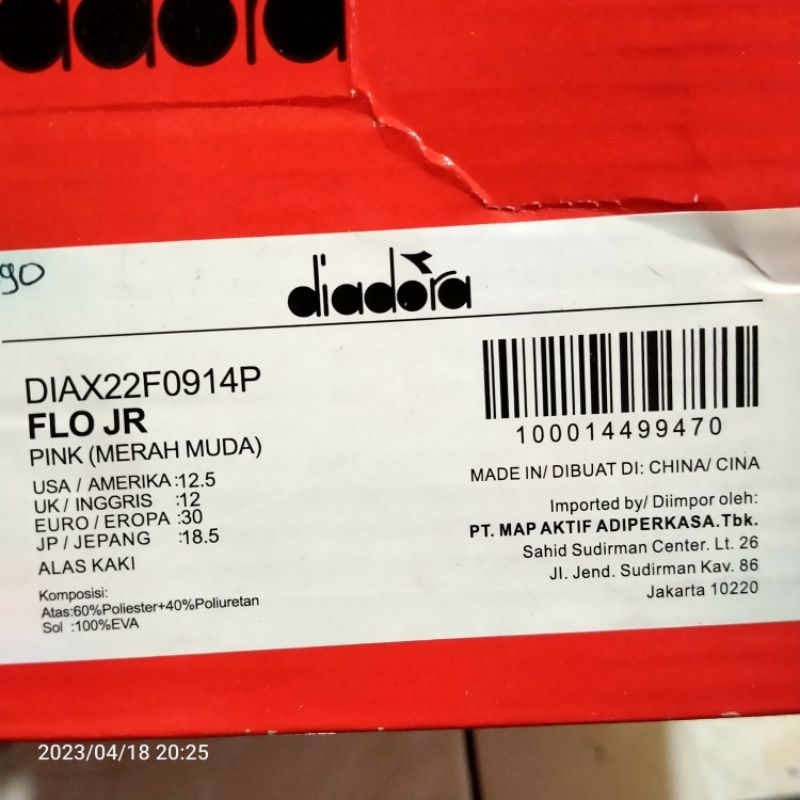 diadora
90
diadora
DIAX22F0914P
FLO JR
PINK (MERAH MUDA)
USA / AMERIKA :12.5
UK / INGGRIS :12
EURO / EROPA :30
JP / JEPANG :18.5
ALAS KAKI
Komposisi:
Atas:60%Poliester+40%Poliuretan
Sol :100%EVA
100014499470
MADE IN/ DIBUAT DI: CHINA/ CINA
Imported by/ Diimpor oleh:
PT. MAP AKTIF ADIPERKASA.Tbk.
Sahid Sudirman Center. Lt. 26
Jl. Jend. Sudirman Kav. 86
Jakarta 10220
2023/04/18 20:25